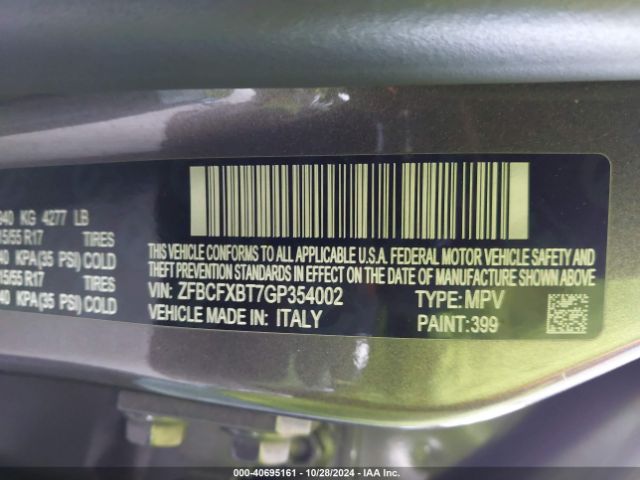 340 KG 4277 LB
15/55 R17 TIRES
40 KPA(35 PSI) COLD
15/55 R17 TIRES
40 KPA(35 PSI) COLD
THIS VEHICLE CONFORMS TO ALL APPLICABLE U.S.A. FEDERAL MOTOR VEHICLE SAFETY AND
THEFT PREVENTION STANDARDS IN EFFECT ON THE DATE OF MANUFACTURE SHOWN ABOVE
VIN: ZFBCFXBT7GP354002 TYPE: MPV
VEHICLE MADE IN: ITALY PAINT:399
000-40695161 - 10/28/2024 - IAA Inc.